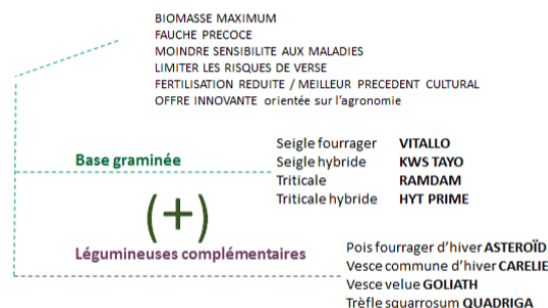 BIOMASSE MAXIMUM
FAUCHE PRECOCE
MOINDRE SENSIBILITE AUX MALADIES
LIMITER LES RISQUES DE VERSE
FERTILISATION REDUITE / MEILLEUR PRECEDENT CULTURAL
OFFRE INNOVANTE orientée sur l'agronomie
Base graminée
Seigle fourrager VITALLO
Seigle hybride KWS TAYO
Triticale RAMDAM
Triticale hybride HYT PRIME
(+)
Légumineuses complémentaires
Pois fourrager d'hiver ASTEROÏD
Vesce commune d'hiver CARELIE
Vesce velue GOLIATH
Trèfle squarrosum QUADRIGA